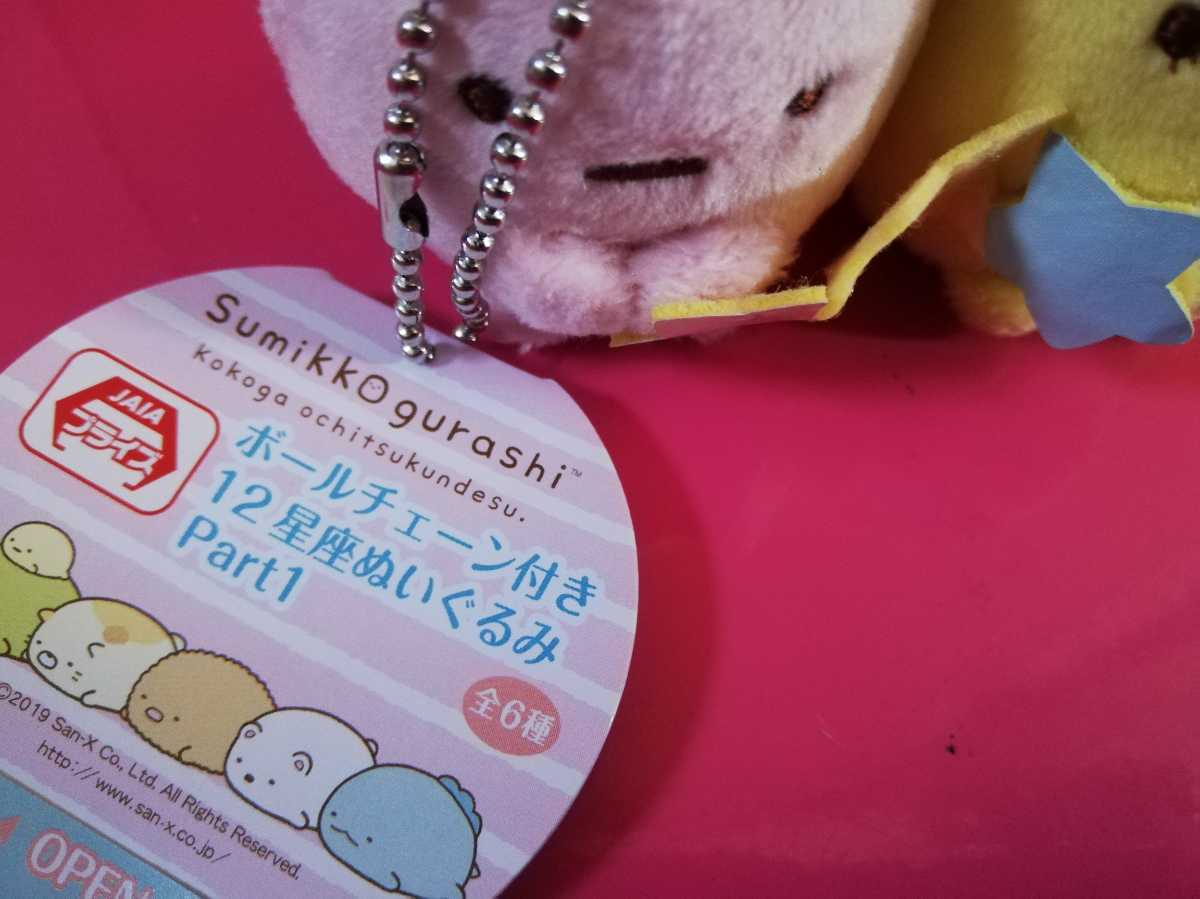 Sumikkogurashi™
kokoga ochitsukundesu.
JAIA
プライズ
ボールチェーン付き
12星座ぬいぐるみ
Part1
全6種
©2019 San-X Co., Ltd. All Rights Reserved.
http://www.san-x.co.jp/
OPEN